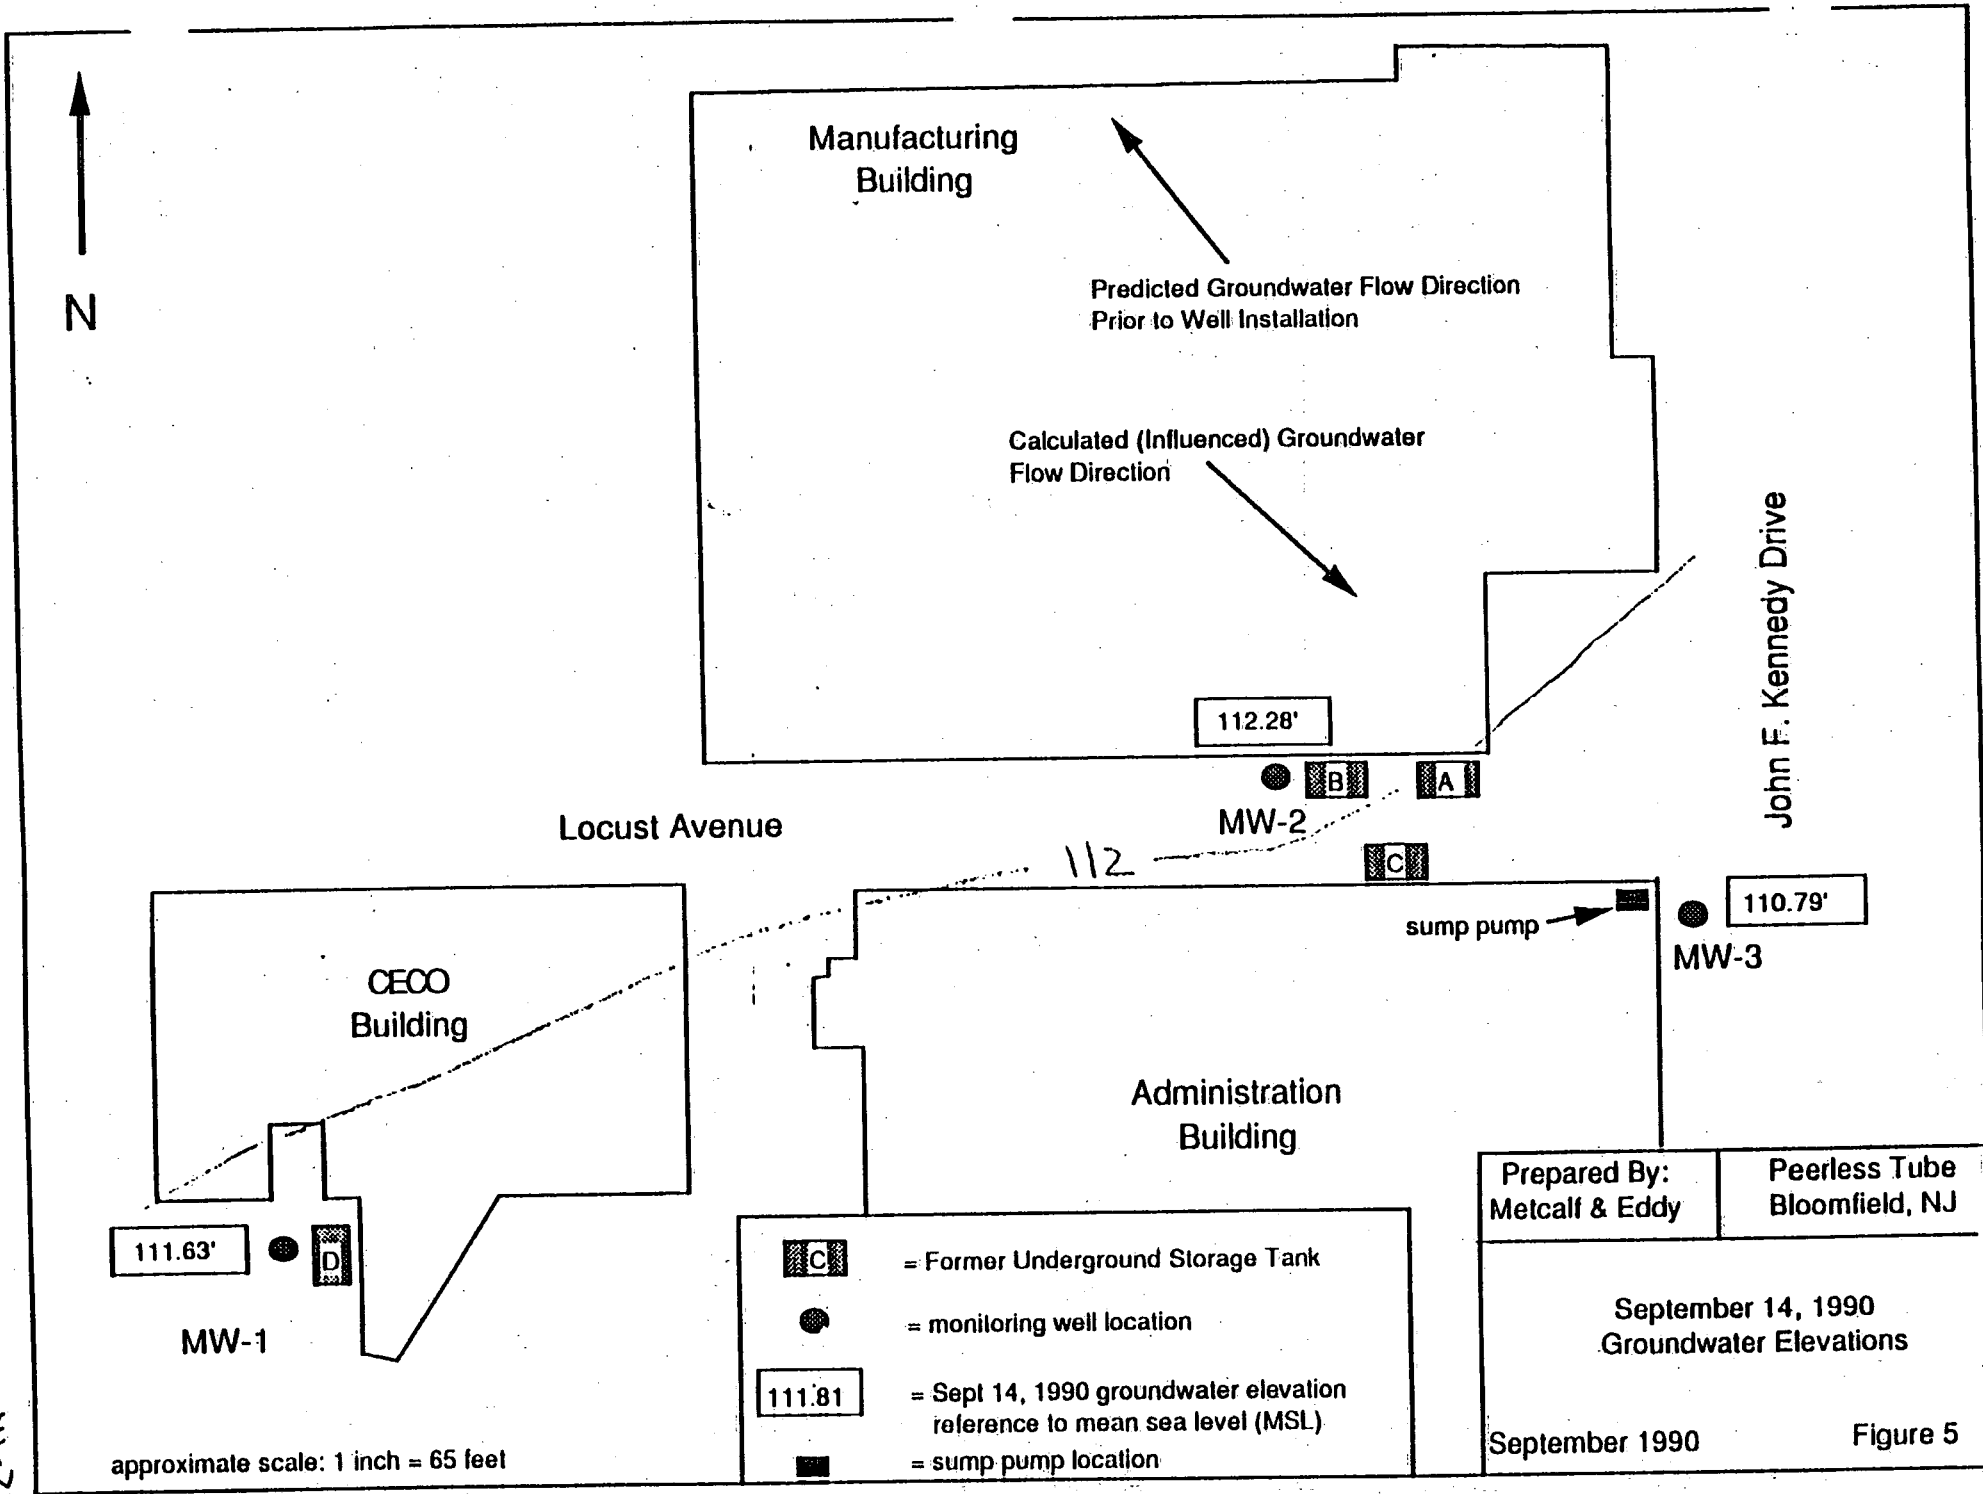 N
Manufacturing
Building
Predicted Groundwater Flow Direction
Prior to Well Installation
Calculated (Influenced) Groundwater
Flow Direction
John F. Kennedy Drive
112.28'
B
A
MW-2
Locust Avenue
112
C
sump pump
110.79'
MW-3
CECO
Building
Administration
Building
111.63'
D
MW-1
approximate scale: 1 inch = 65 feet
C = Former Underground Storage Tank
= monitoring well location
111.81 = Sept 14, 1990 groundwater elevation
reference to mean sea level (MSL)
= sump pump location
Prepared By:
Metcalf & Eddy
Peerless Tube
Bloomfield, NJ
September 14, 1990
Groundwater Elevations
September 1990
Figure 5